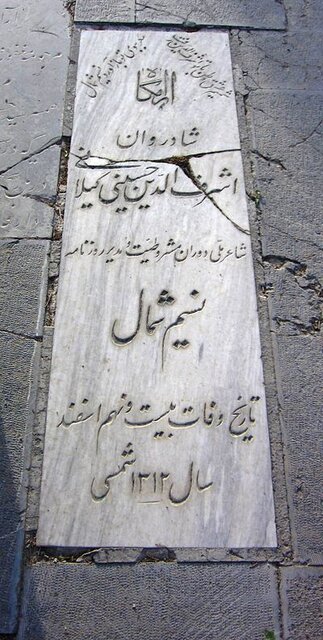 آرامگاه
شادروان
اشرف الدین حسینی گیلانی
شاعر ملی دوران مشروطیت و مدیر روزنامه
نسیم شمال
تاریخ وفات بیست و نهم اسفند
سال ۱۳۱۲ شمسی